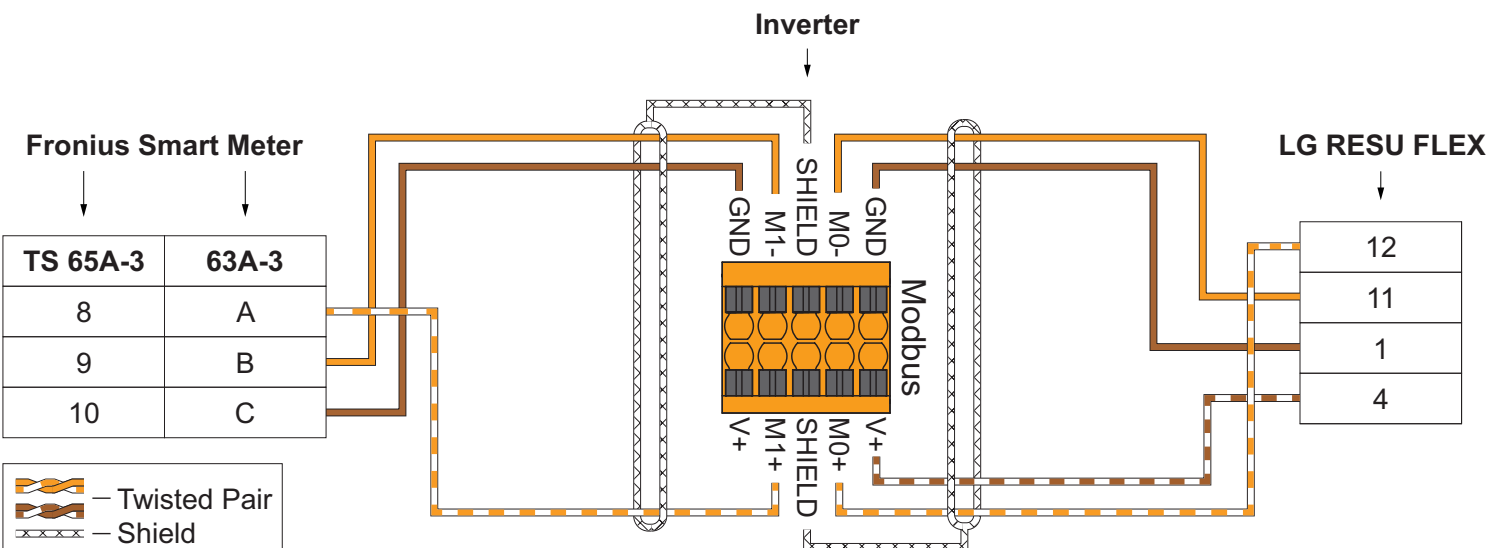 Inverter
Fronius Smart Meter
LG RESU FLEX
TS 65A-3 63A-3
8 A
9 B
10 C
GND M1- SHIELD M0- GND
Modbus
V+ M1+ SHIELD M0+ V+
12
11
1
4
Twisted Pair
Shield